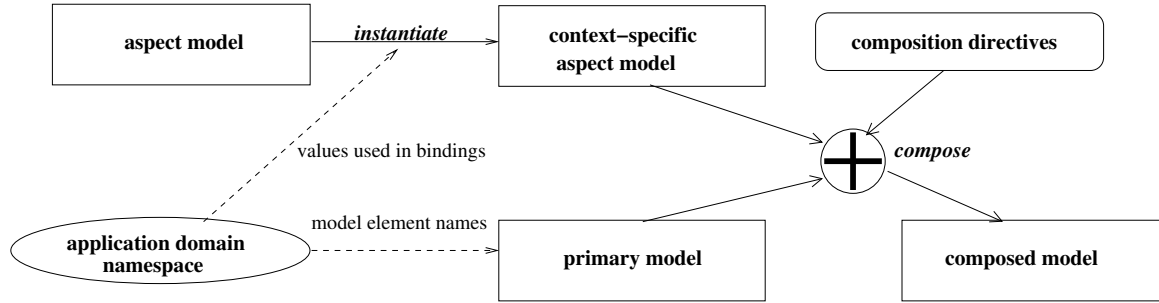 aspect model
instantiate
context-specific
aspect model
composition directives
values used in bindings
compose
model element names
application domain
namespace
primary model
composed model